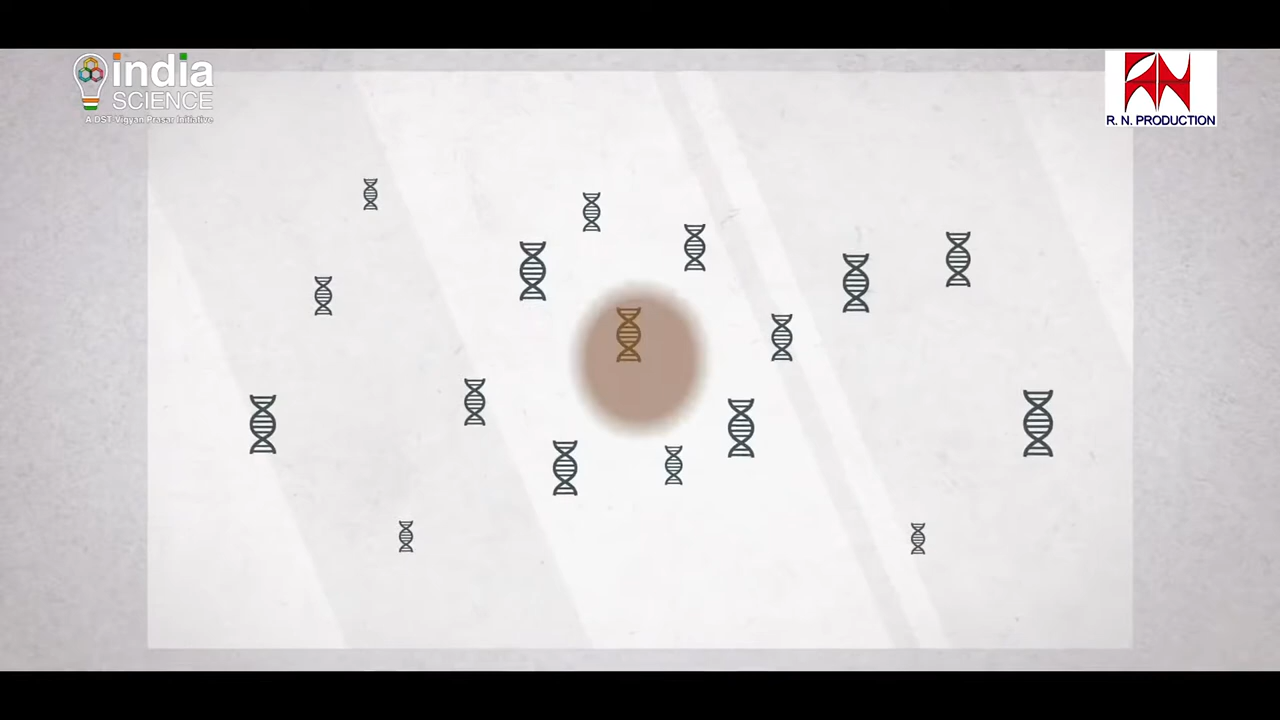 india
SCIENCE
A DST Vigyan Prasar Initiative
R. N. PRODUCTION